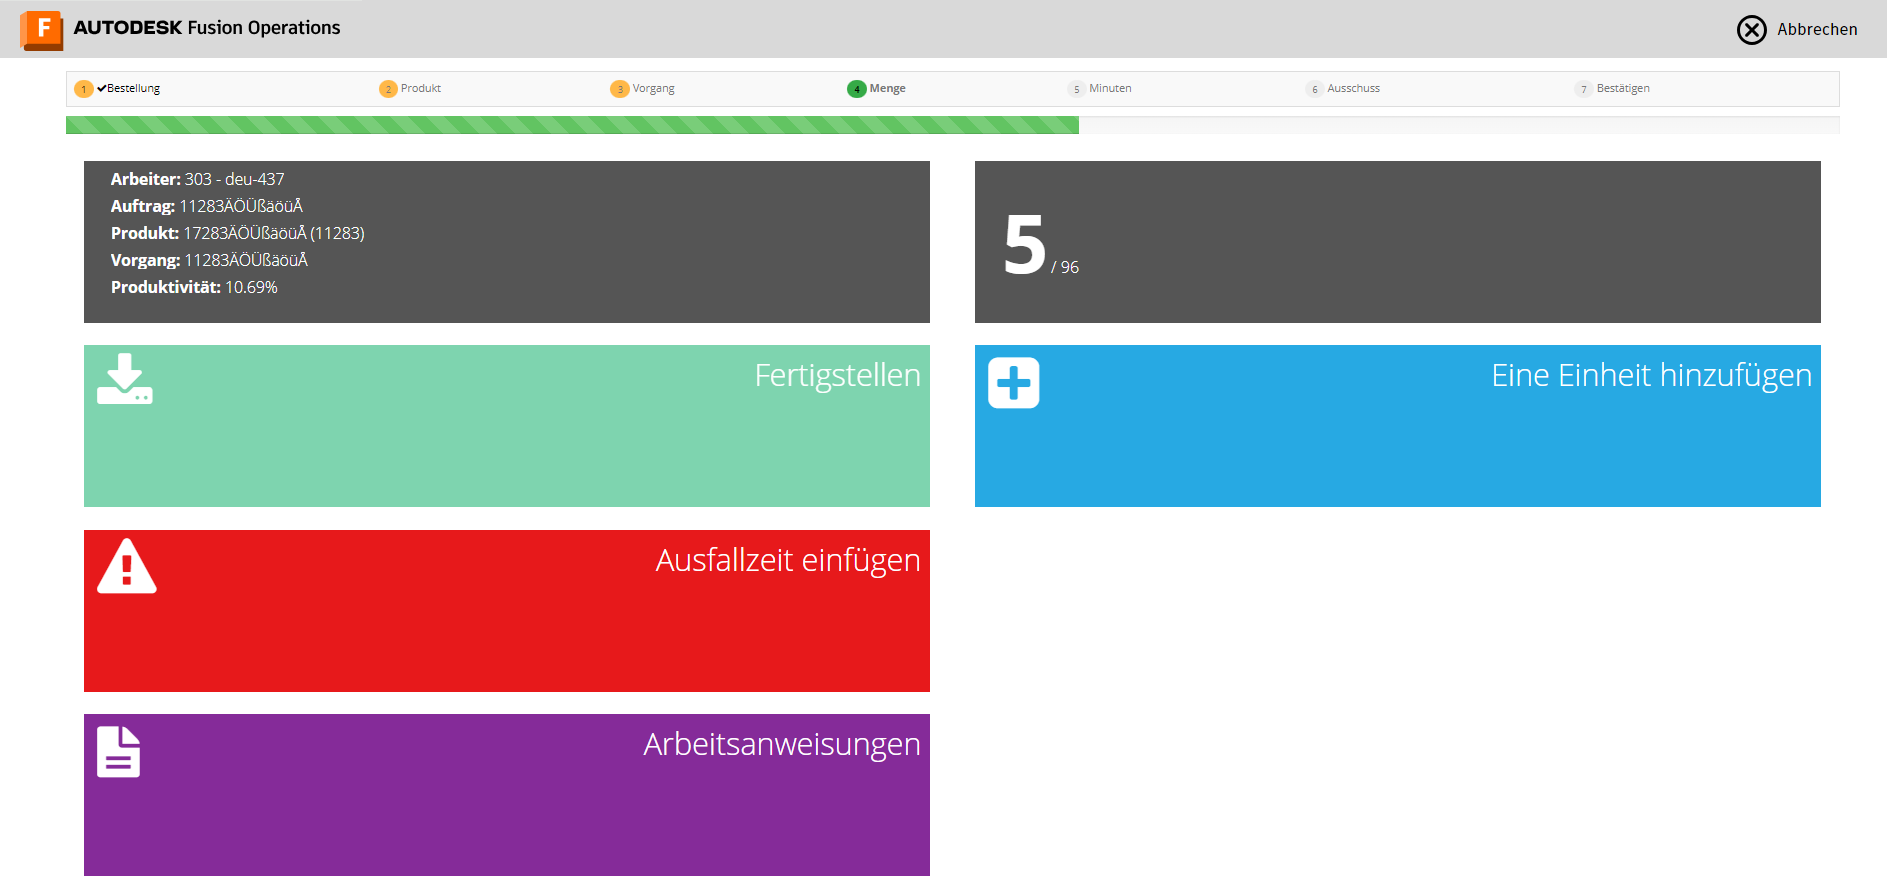 F AUTODESK Fusion Operations
Abbrechen
1 Bestellung
2 Produkt
3 Vorgang
4 Menge
5 Minuten
6 Ausschuss
7 Bestätigen
Arbeiter: 303 - deu-437
Auftrag: 11283ÄÖÜßäöüÅ
Produkt: 17283ÄÖÜßäöüÅ (11283)
Vorgang: 11283ÄÖÜßäöüÅ
Produktivität: 10.69%
5 / 96
Fertigstellen
Eine Einheit hinzufügen
Ausfallzeit einfügen
Arbeitsanweisungen